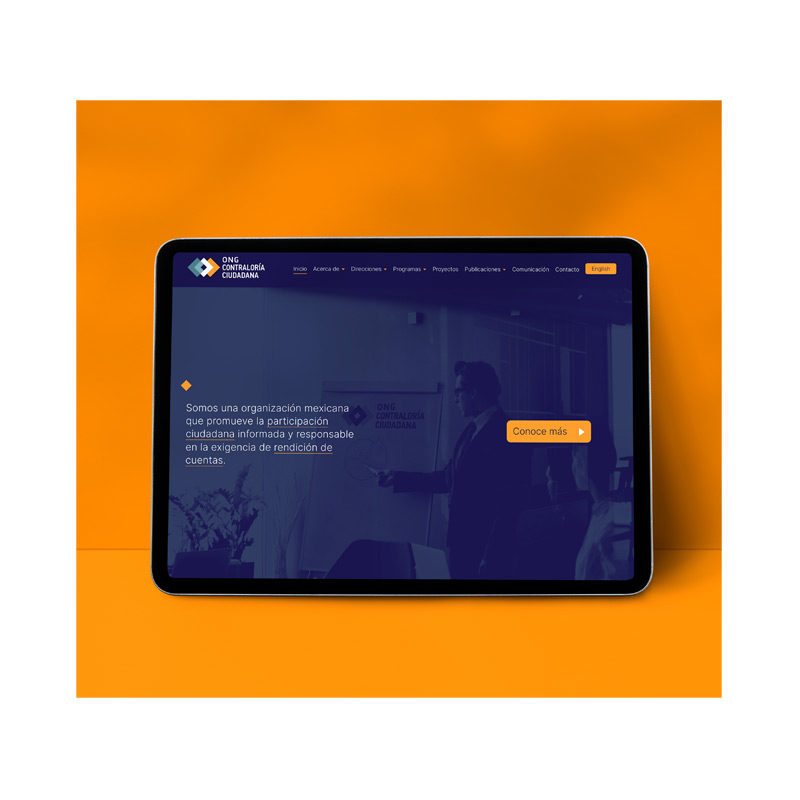 ONG
CONTRALORÍA
CIUDADANA
Inicio Acerca de Direcciones Programas Proyectos Publicaciones Comunicación Contacto English
Somos una organización mexicana
que promueve la participación
ciudadana informada y responsable
en la exigencia de rendición de
cuentas.
ONG
CONTRALORÍA
CIUDADANA
Conoce más